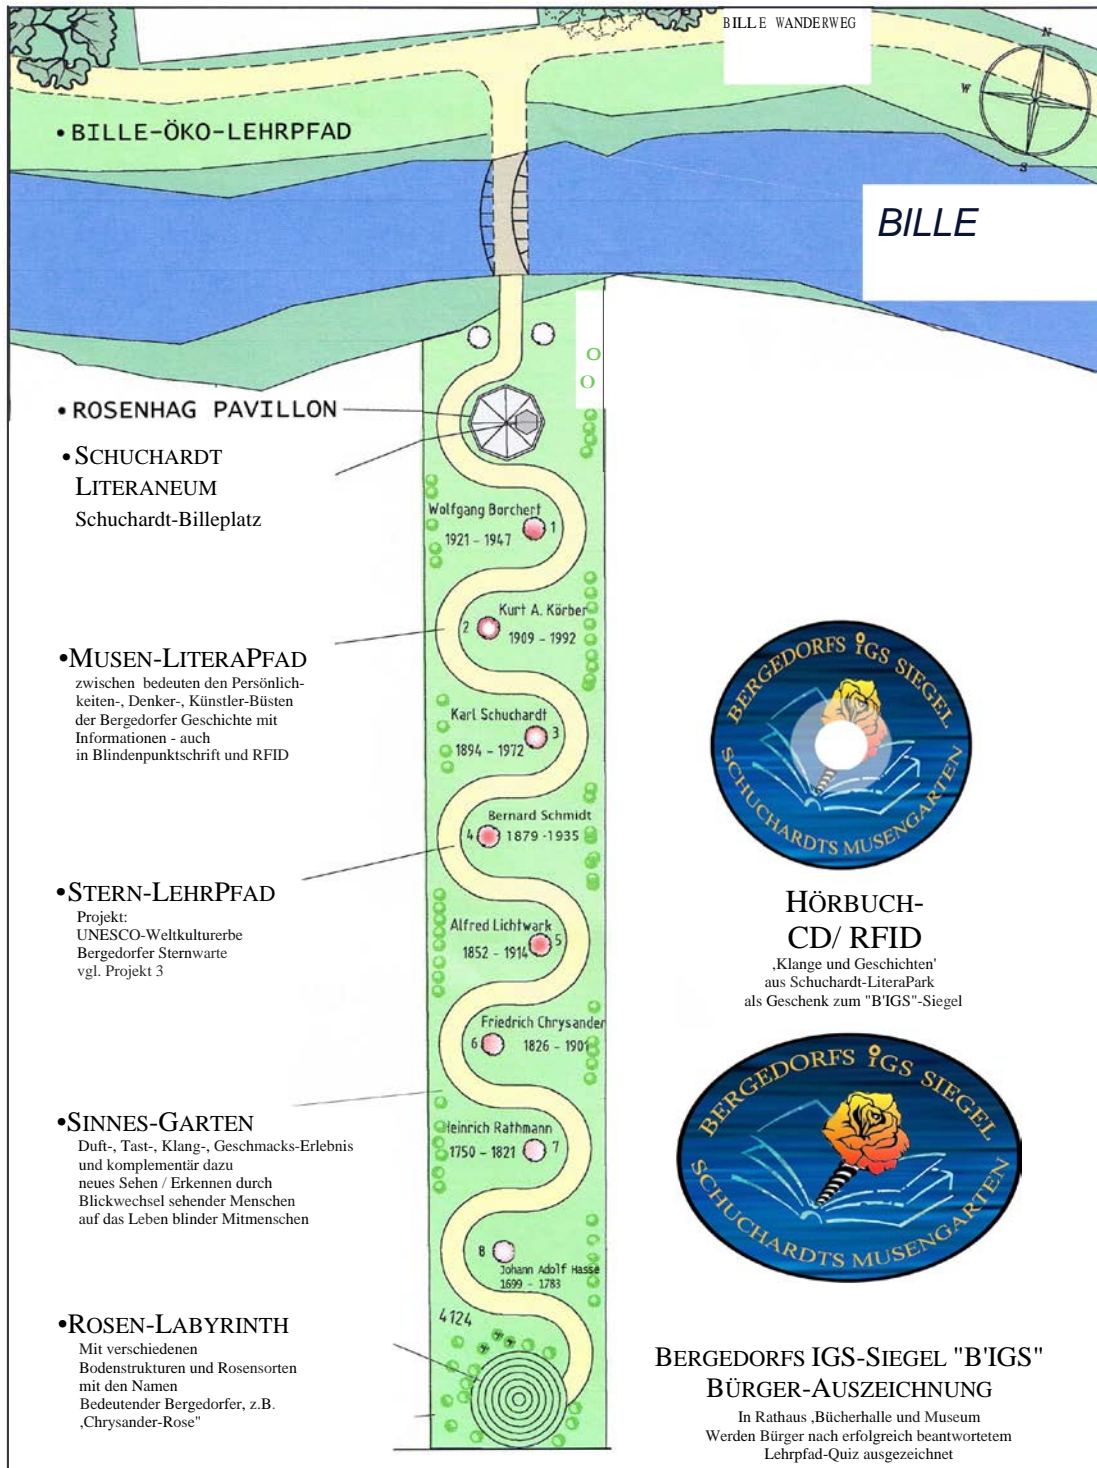 BILLE WANDERWEG
N
W
S
• BILLE-ÖKO-LEHRPFAD
BILLE
• ROSENHAG PAVILLON
• SCHUCHARDT
LITERANEUM
Schuchardt-Billeplatz
Wolfgang Borchert
1
1921 - 1947
Kurt A. Körber
2
1909 - 1992
•MUSEN-LITERAPFAD
zwischen bedeuten den Persönlich-
keiten-, Denker-, Künstler-Büsten
der Bergedorfer Geschichte mit
Informationen - auch
in Blindenpunktschrift und RFID
Karl Schuchardt
3
1894 - 1972
Bernard Schmidt
4
1879 -1935
•STERN-LEHRPFAD
Projekt:
UNESCO-Weltkulturerbe
Bergedorfer Sternwarte
vgl. Projekt 3
Alfred Lichtwark
5
1852 - 1914
Friedrich Chrysander
6
1826 - 1901
•SINNES-GARTEN
Duft-, Tast-, Klang-, Geschmacks-Erlebnis
und komplementär dazu
neues Sehen / Erkennen durch
Blickwechsel sehender Menschen
auf das Leben blinder Mitmenschen
Heinrich Rathmann
1750 - 1821
7
8
Johann Adolf Hasse
1699 - 1783
4124
•ROSEN-LABYRINTH
Mit verschiedenen
Bodenstrukturen und Rosensorten
mit den Namen
Bedeutender Bergedorfer, z.B.
,Chrysander-Rose"
BERGEDORFS iGS SIEGEL
SCHUCHARDTS MUSENGARTEN
HÖRBUCH-
CD/ RFID
,Klange und Geschichten'
aus Schuchardt-LiteraPark
als Geschenk zum "B'IGS"-Siegel
BERGEDORFS iGS SIEGEL
SCHUCHARDTS MUSENGARTEN
BERGEDORFS IGS-SIEGEL "B'IGS"
BÜRGER-AUSZEICHNUNG
In Rathaus ,Bücherhalle und Museum
Werden Bürger nach erfolgreich beantwortetem
Lehrpfad-Quiz ausgezeichnet